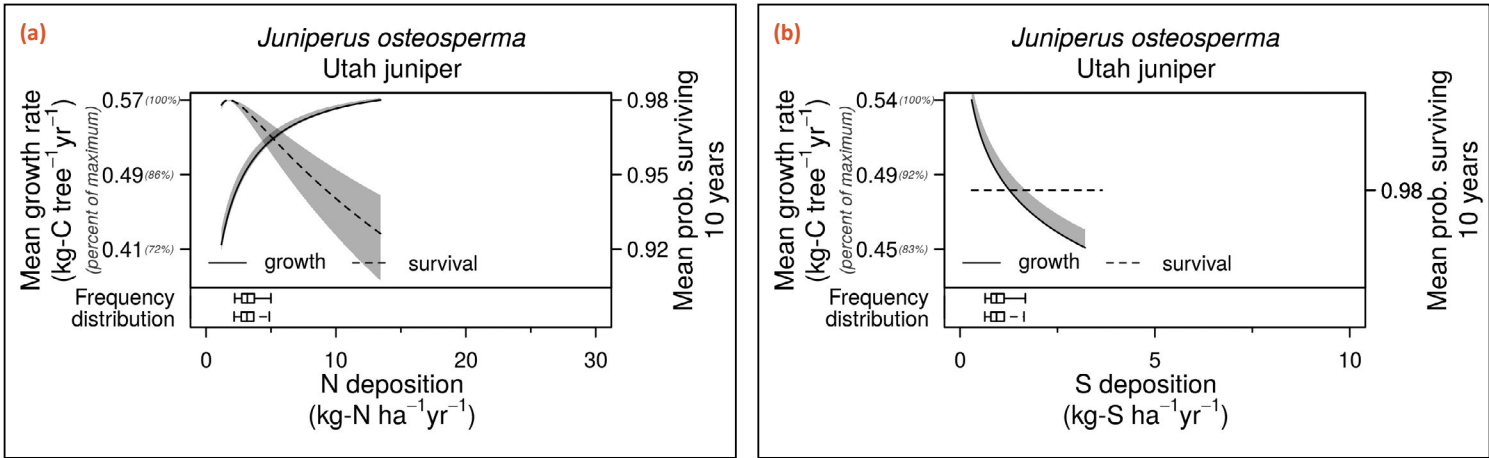 (a)
Juniperus osteosperma
Utah juniper
Mean growth rate
(kg-C tree⁻¹yr⁻¹)
(percent of maximum)
0.57 (100%)
0.49 (86%)
0.41 (72%)
growth
survival
0.98
0.95
0.92
Mean prob. surviving
10 years
Frequency
distribution
0
10
20
30
N deposition
(kg-N ha⁻¹yr⁻¹)
(b)
Juniperus osteosperma
Utah juniper
Mean growth rate
(kg-C tree⁻¹yr⁻¹)
(percent of maximum)
0.54 (100%)
0.49 (92%)
0.45 (83%)
growth
survival
0.98
Mean prob. surviving
10 years
Frequency
distribution
0
5
10
S deposition
(kg-S ha⁻¹yr⁻¹)